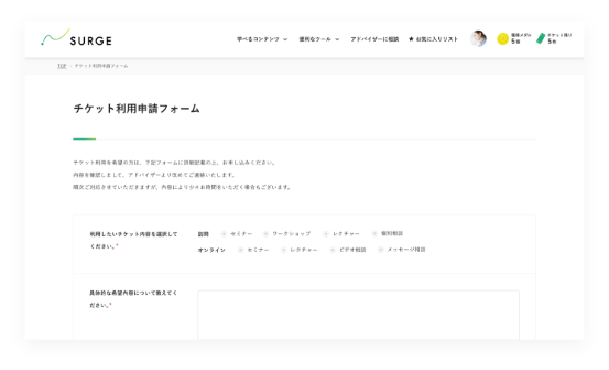 SURGE
学べるコンテンツ
便利なツール
アドバイザーに相談
★ お気に入りリスト
獲得メダル
5個
チケット残り
5枚
TOP - チケット利用申請フォーム
チケット利用申請フォーム
チケット利用を希望の方は、下記フォームに詳細記載の上、お申し込みください。
内容を確認しまして、アドバイザーより改めてご連絡いたします。
順次ご対応させていただきますが、内容により少々お時間をいただく場合もございます。
利用したいチケット内容を選択して
ください。*
訪問 セミナー ワークショップ レクチャー 個別相談
オンライン セミナー レクチャー ビデオ相談 メッセージ相談
具体的な希望内容について教えてく
ださい。*